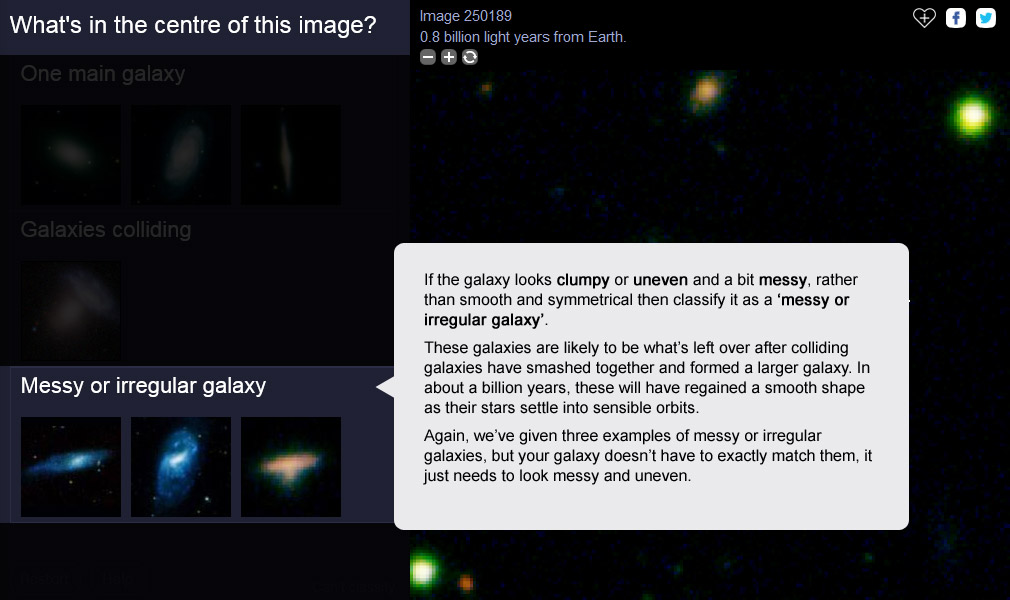 What's in the centre of this image?
One main galaxy
Galaxies colliding
Messy or irregular galaxy
Image 250189
0.8 billion light years from Earth.
If the galaxy looks clumpy or uneven and a bit messy, rather
than smooth and symmetrical then classify it as a ‘messy or
irregular galaxy’.
These galaxies are likely to be what’s left over after colliding
galaxies have smashed together and formed a larger galaxy. In
about a billion years, these will have regained a smooth shape
as their stars settle into sensible orbits.
Again, we’ve given three examples of messy or irregular
galaxies, but your galaxy doesn’t have to exactly match them, it
just needs to look messy and uneven.